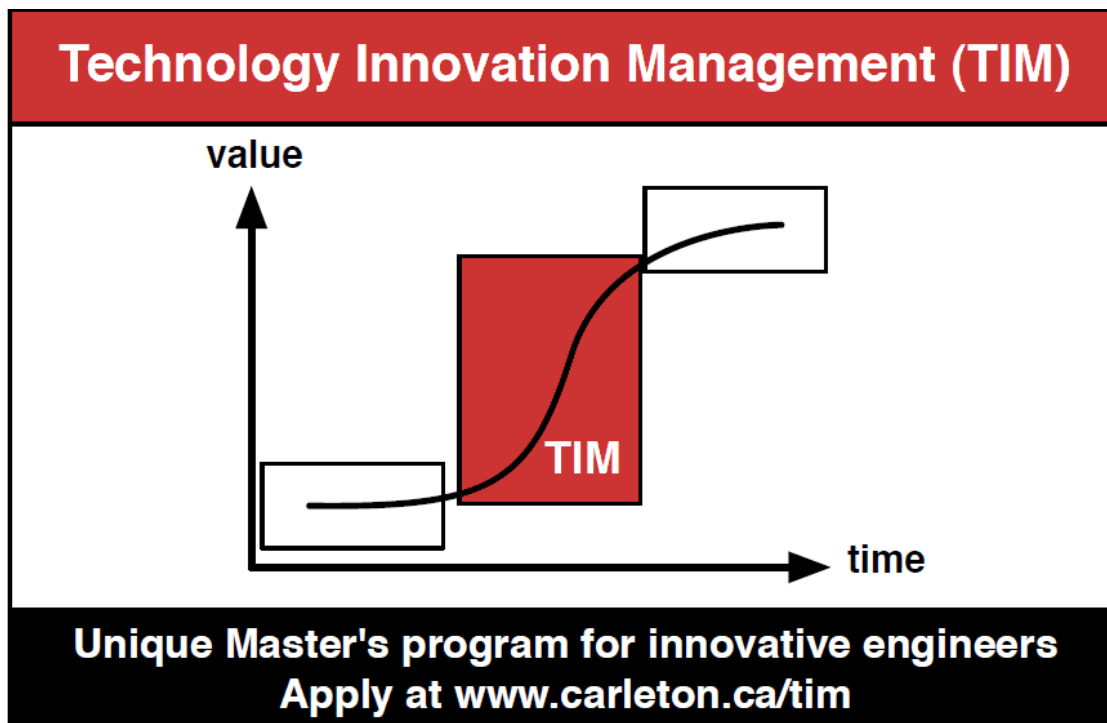 Technology Innovation Management (TIM)
value
TIM
time
Unique Master's program for innovative engineers
Apply at www.carleton.ca/tim